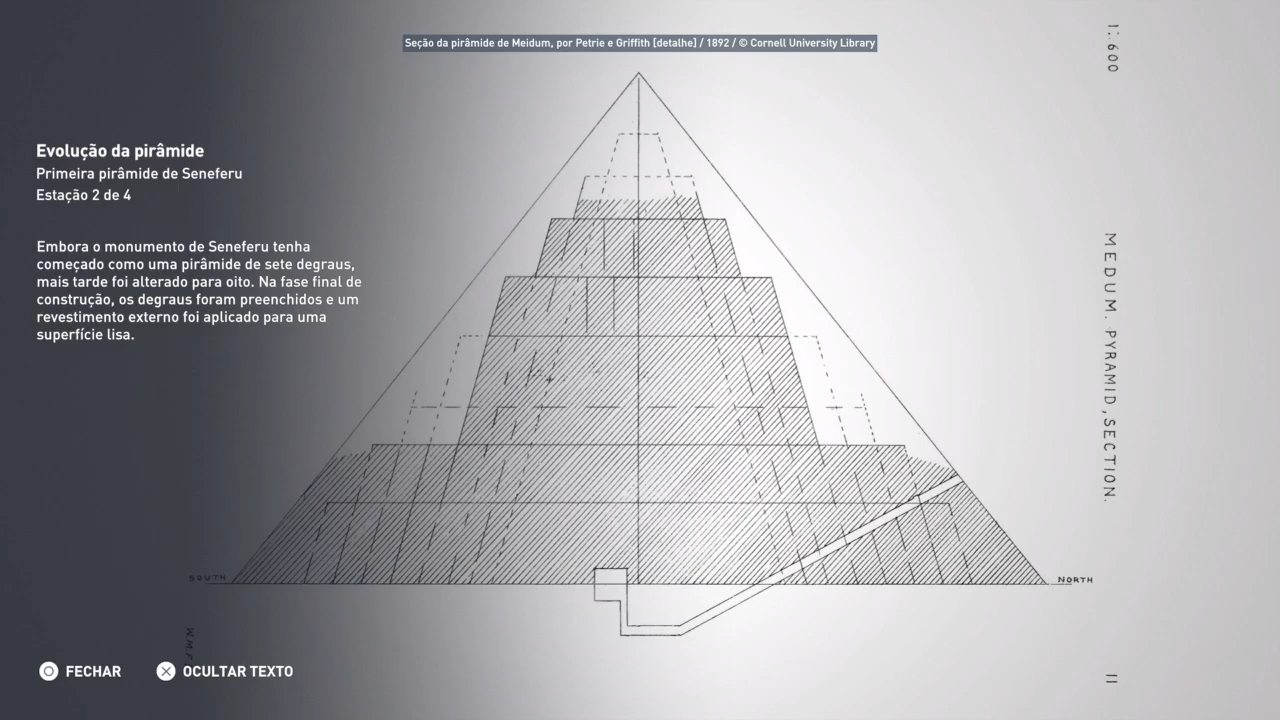 Seção da pirâmide de Meidum, por Petrie e Griffith [detalhe] / 1892 / © Cornell University Library
Evolução da pirâmide
Primeira pirâmide de Seneferu
Estação 2 de 4
Embora o monumento de Seneferu tenha
começado como uma pirâmide de sete degraus,
mais tarde foi alterado para oito. Na fase final de
construção, os degraus foram preenchidos e um
revestimento externo foi aplicado para uma
superfície lisa.
1:600
MEDUM. PYRAMID, SECTION.
SOUTH
NORTH
II
FECHAR
OCULTAR TEXTO